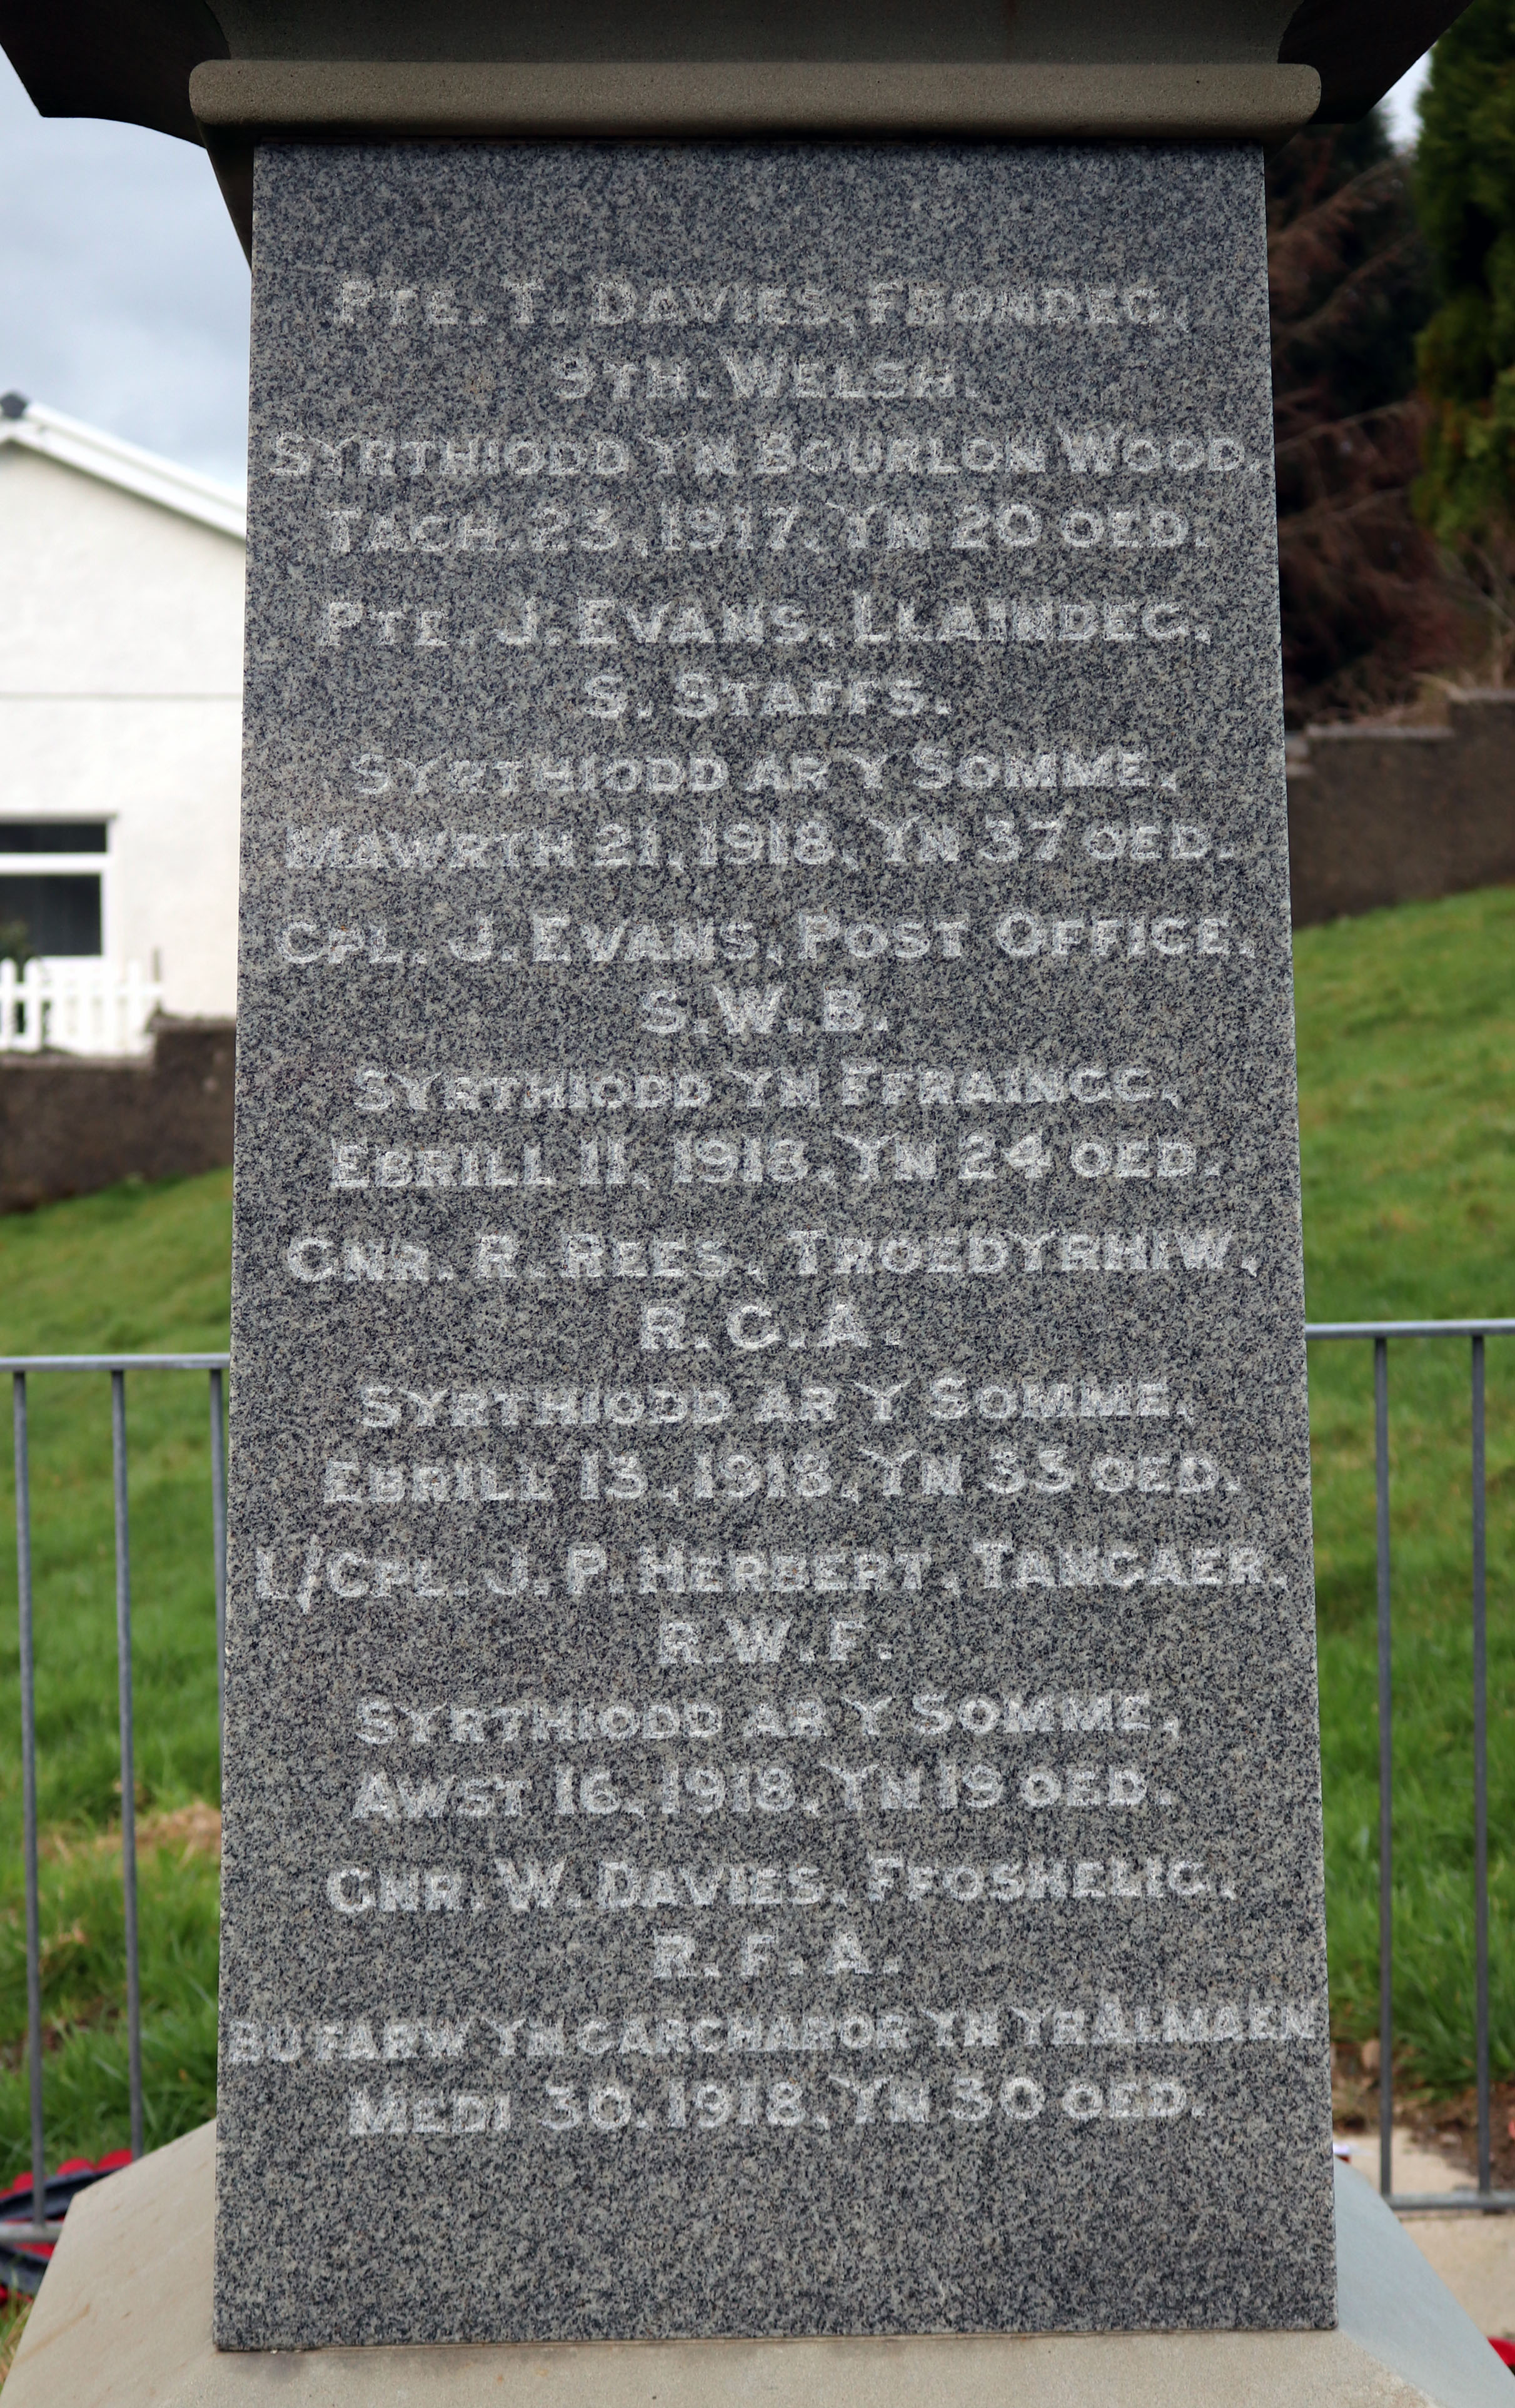 PTE. T. DAVIES, FRONDEG,
9TH. WELSH.
SYRTHIODD YN BOURLON WOOD,
TACH. 23, 1917, YN 20 OED.
PTE. J. EVANS, LLAINDEG,
S. STAFFS.
SYRTHIODD AR Y SOMME,
MAWRTH 21, 1918, YN 37 OED.
CPL. J. EVANS, POST OFFICE,
S.W.B.
SYRTHIODD YN FFRAINGC,
EBRILL 11, 1918, YN 24 OED.
GNR. R. REES, TROEDYRHIW,
R.G.A.
SYRTHIODD AR Y SOMME,
EBRILL 13, 1918, YN 33 OED.
L/CPL. J. P. HERBERT, TANGAER,
R.W.F.
SYRTHIODD AR Y SOMME,
AWST 16, 1918, YN 19 OED.
GNR. W. DAVIES, FFOSHELIG,
R. F. A.
BU FARW YN GARCHAROR YN YR ALMAEN
MEDI 30, 1918, YN 30 OED.